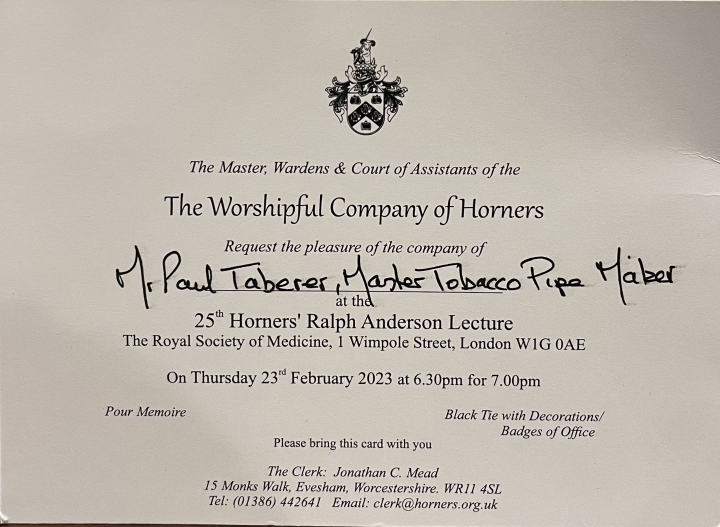 The Master, Wardens & Court of Assistants of the
The Worshipful Company of Horners
Request the pleasure of the company of
Mr Paul Taberer, Master Tobacco Pipe Maker
at the
25th Horners' Ralph Anderson Lecture
The Royal Society of Medicine, 1 Wimpole Street, London W1G 0AE
On Thursday 23rd February 2023 at 6.30pm for 7.00pm
Pour Memoire
Black Tie with Decorations/
Badges of Office
Please bring this card with you
The Clerk: Jonathan C. Mead
15 Monks Walk, Evesham, Worcestershire. WR11 4SL
Tel: (01386) 442641 Email: clerk@horners.org.uk